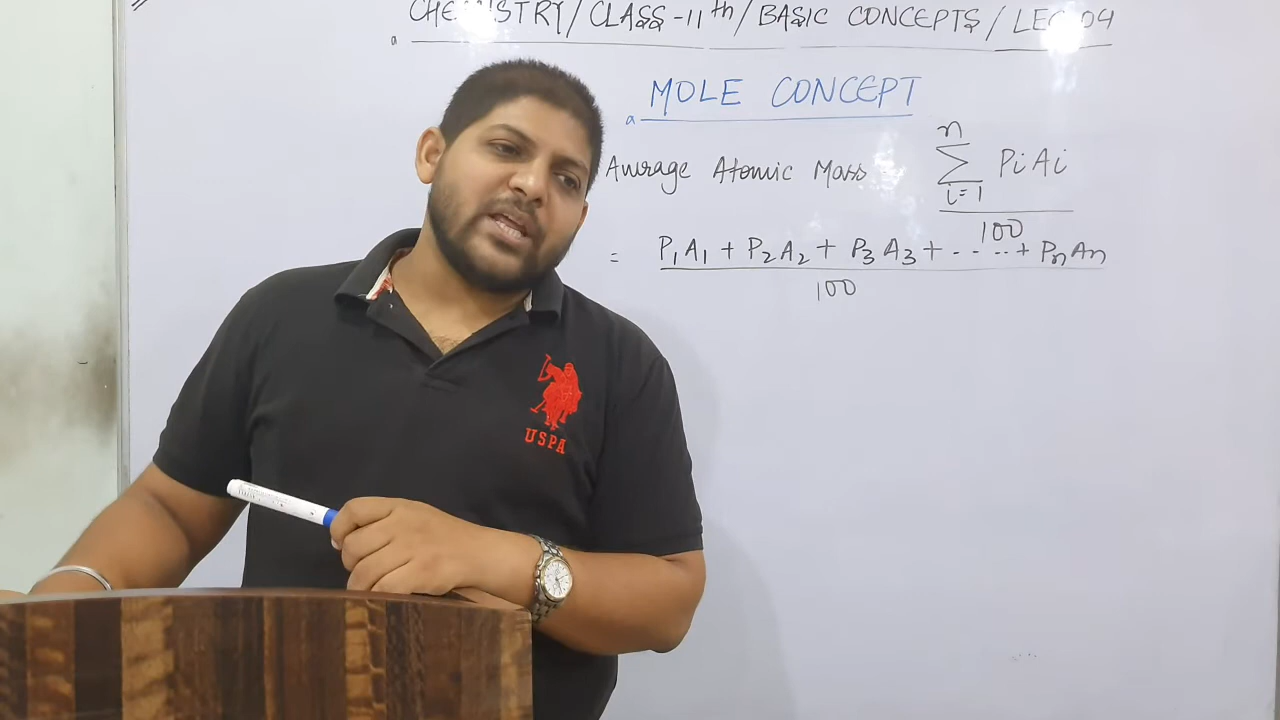 CHEMISTRY/CLASS-11th/BASIC CONCEPTS/LEC 04
MOLE CONCEPT
Average Atomic Mass
n
∑ PiAi
i=1
100
= P₁A₁ + P₂A₂ + P₃A₃ + ..... + PnAn
100
USPA